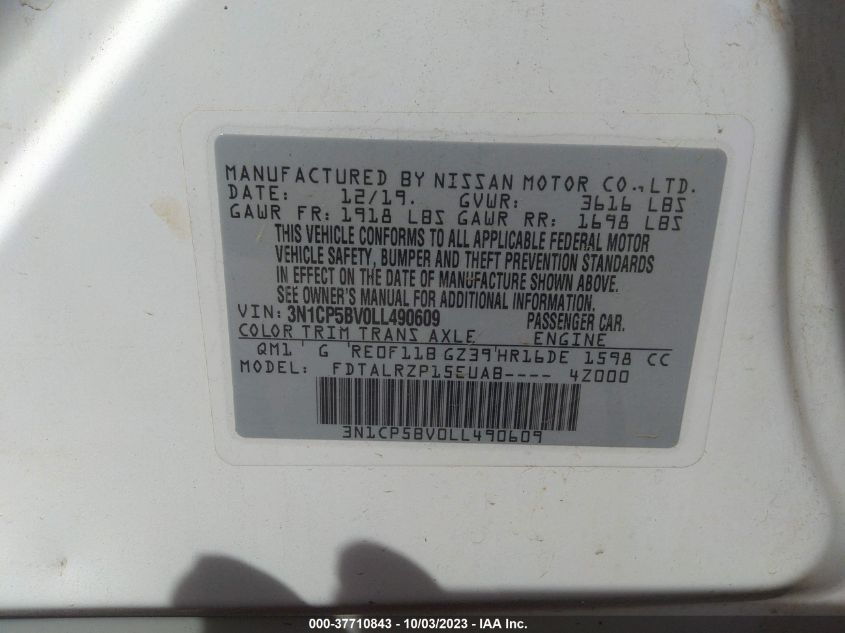 MANUFACTURED BY NISSAN MOTOR CO., LTD.
DATE: 12/19. GVWR: 3616 LBS
GAWR FR: 1918 LBS GAWR RR: 1698 LBS
THIS VEHICLE CONFORMS TO ALL APPLICABLE FEDERAL MOTOR
VEHICLE SAFETY, BUMPER AND THEFT PREVENTION STANDARDS
IN EFFECT ON THE DATE OF MANUFACTURE SHOWN ABOVE.
SEE OWNER'S MANUAL FOR ADDITIONAL INFORMATION.
VIN: 3N1CP5BV0LL490609 PASSENGER CAR.
COLOR TRIM TRANS AXLE ENGINE
QM1 G RE0F11B GZ39 HR16DE 1598 CC
MODEL: FDTALRZP15EUAB---- 4Z000
3N1CP5BV0LL490609
000-37710843 - 10/03/2023 - IAA Inc.